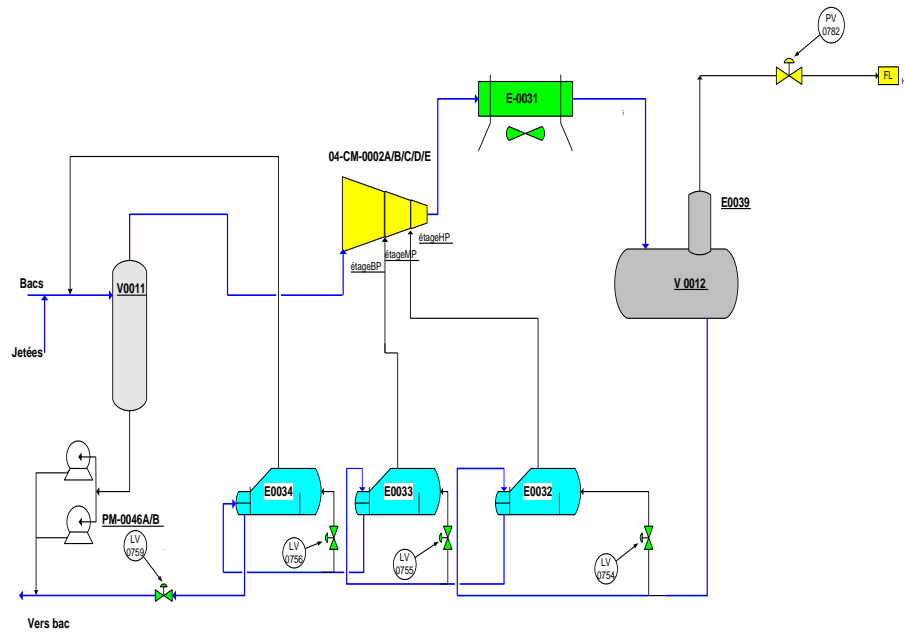 PV
0782
FL
E-0031
04-CM-0002A/B/C/D/E
E0039
étageHP
étageMP
étageBP
Bacs
V0011
V 0012
Jetées
E0034
E0033
E0032
PM-0046A/B
LV
0759
LV
0756
LV
0755
LV
0754
Vers bac